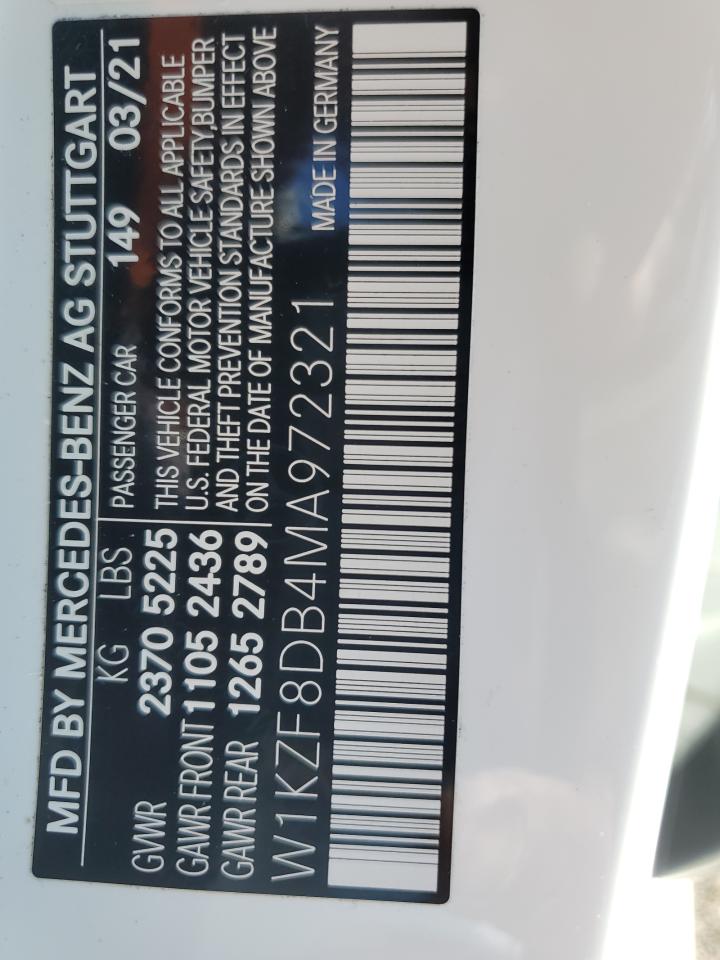 MFD BY MERCEDES-BENZ AG STUTTGART
KG LBS PASSENGER CAR 149 03/21
GVWR 2370 5225 THIS VEHICLE CONFORMS TO ALL APPLICABLE
GAWR FRONT 1105 2436 U.S. FEDERAL MOTOR VEHICLE SAFETY,BUMPER
GAWR REAR 1265 2789 AND THEFT PREVENTION STANDARDS IN EFFECT
ON THE DATE OF MANUFACTURE SHOWN ABOVE
W1KZF8DB4MA972321 MADE IN GERMANY